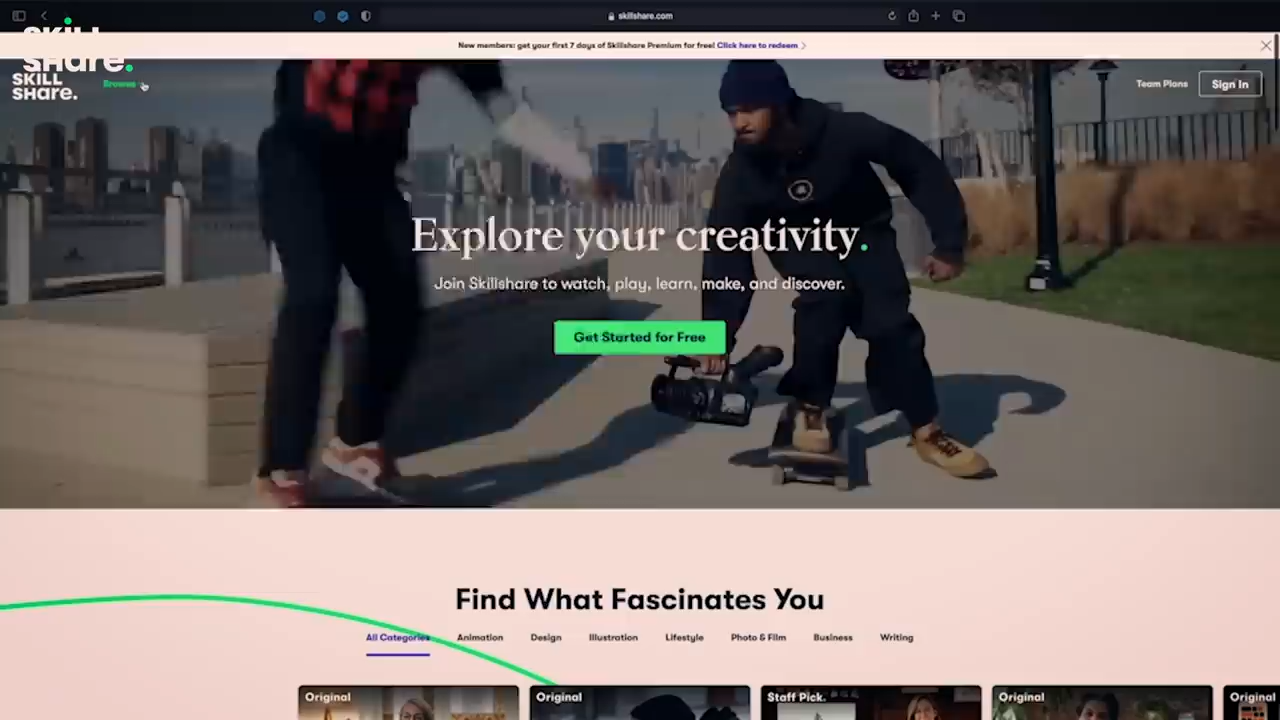 skillshare.com
New members: get your first 7 days of Skillshare Premium for free! Click here to redeem
SKILL
SHare.
SKILL
SHare.
Browse
Team Plans
Sign In
Explore your creativity.
Join Skillshare to watch, play, learn, make, and discover.
Get Started for Free
Find What Fascinates You
All Categories
Animation
Design
Illustration
Lifestyle
Photo & Film
Business
Writing
Original
Original
Staff Pick.
Original
Original